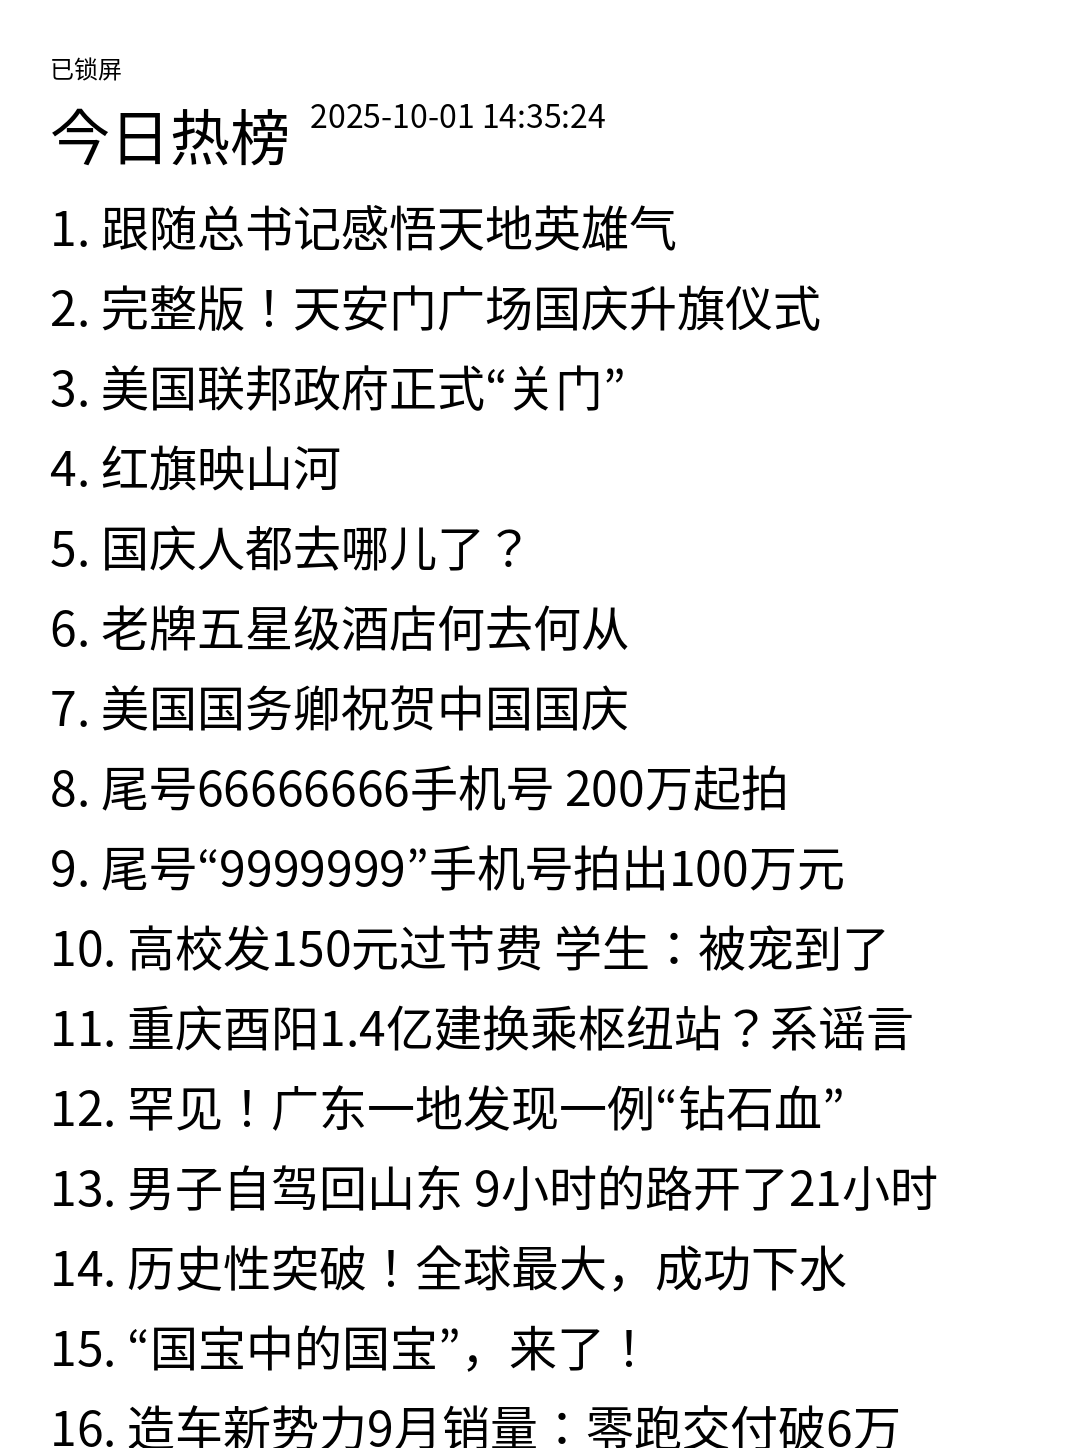 已锁屏
今日热榜 2025-10-01 14:35:24
1. 跟随总书记感悟天地英雄气
2. 完整版！天安门广场国庆升旗仪式
3. 美国联邦政府正式“关门”
4. 红旗映山河
5. 国庆人都去哪儿了？
6. 老牌五星级酒店何去何从
7. 美国国务卿祝贺中国国庆
8. 尾号66666666手机号 200万起拍
9. 尾号“9999999”手机号拍出100万元
10. 高校发150元过节费 学生：被宠到了
11. 重庆酉阳1.4亿建换乘枢纽站？系谣言
12. 罕见！广东一地发现一例“钻石血”
13. 男子自驾回山东 9小时的路开了21小时
14. 历史性突破！全球最大，成功下水
15. “国宝中的国宝”，来了！
16. 造车新势力9月销量：零跑交付破6万